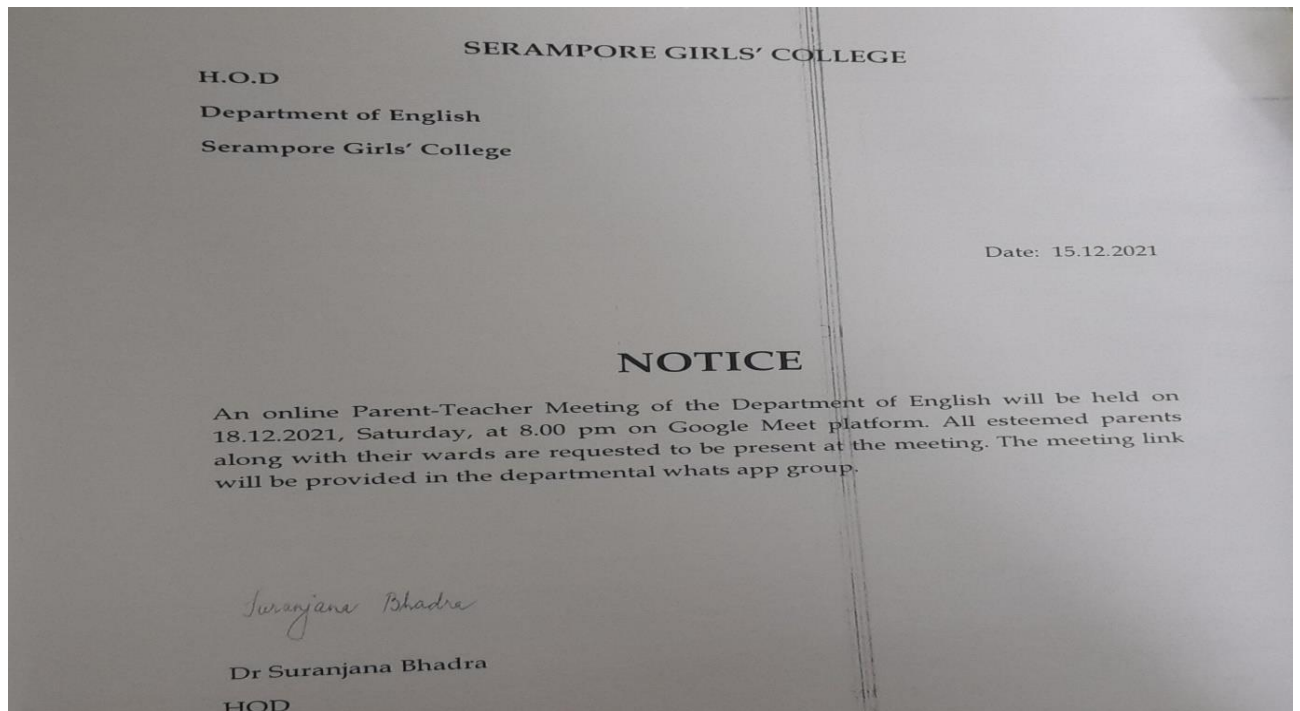 SERAMPORE GIRLS' COLLEGE
H.O.D
Department of English
Serampore Girls' College
Date: 15.12.2021
NOTICE
An online Parent-Teacher Meeting of the Department of English will be held on
18.12.2021, Saturday, at 8.00 pm on Google Meet platform. All esteemed parents
along with their wards are requested to be present at the meeting. The meeting link
will be provided in the departmental whats app group.
Suranjana Bhadra
Dr Suranjana Bhadra
HOD